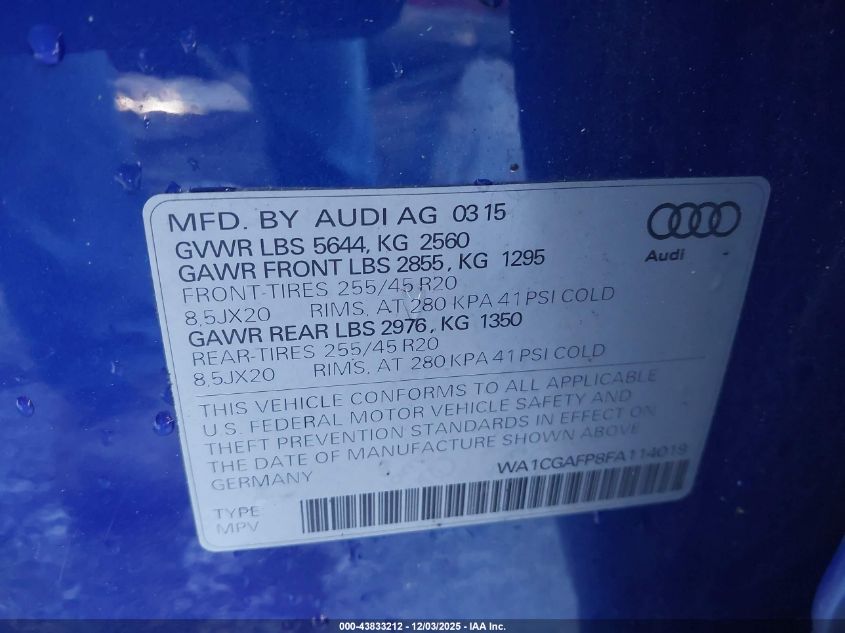 MFD. BY AUDI AG 03 15
GVWR LBS 5644, KG 2560
GAWR FRONT LBS 2855, KG 1295
FRONT-TIRES 255/45 R20
8,5JX20 RIMS, AT 280 KPA 41 PSI COLD
GAWR REAR LBS 2976, KG 1350
REAR-TIRES 255/45 R20
8,5JX20 RIMS, AT 280 KPA 41 PSI COLD
Audi
THIS VEHICLE CONFORMS TO ALL APPLICABLE
U.S. FEDERAL MOTOR VEHICLE SAFETY AND
THEFT PREVENTION STANDARDS IN EFFECT ON
THE DATE OF MANUFACTURE SHOWN ABOVE
GERMANY WA1CGAFP8FA114019
TYPE
MPV
000-43833212 - 12/03/2025 - IAA Inc.